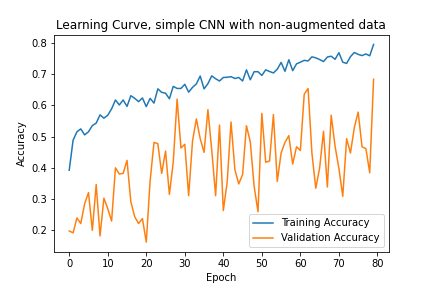 Learning Curve, simple CNN with non-augmented data
0.8
0.7
0.6
0.5
0.4
0.3
0.2
Accuracy
Training Accuracy
Validation Accuracy
0 10 20 30 40 50 60 70 80
Epoch